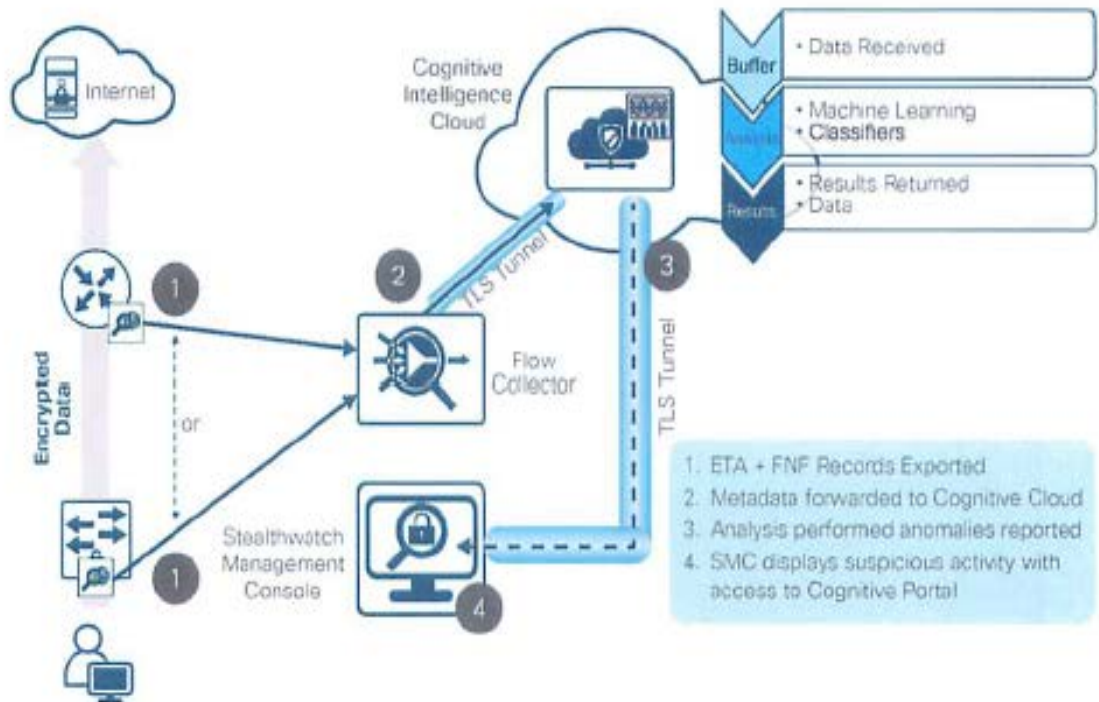 Internet
Cognitive
Intelligence
Cloud
Buffer
• Data Received
Analysis
• Machine Learning
• Classifiers
Results
• Results Returned
• Data
1
2
TLS Tunnel
3
Flow
Collector
TLS Tunnel
Encrypted
Data
or
1
Stealthwatch
Management
Console
4
1. ETA + FNF Records Exported
2. Metadata forwarded to Cognitive Cloud
3. Analysis performed anomalies reported
4. SMC displays suspicious activity with
access to Cognitive Portal